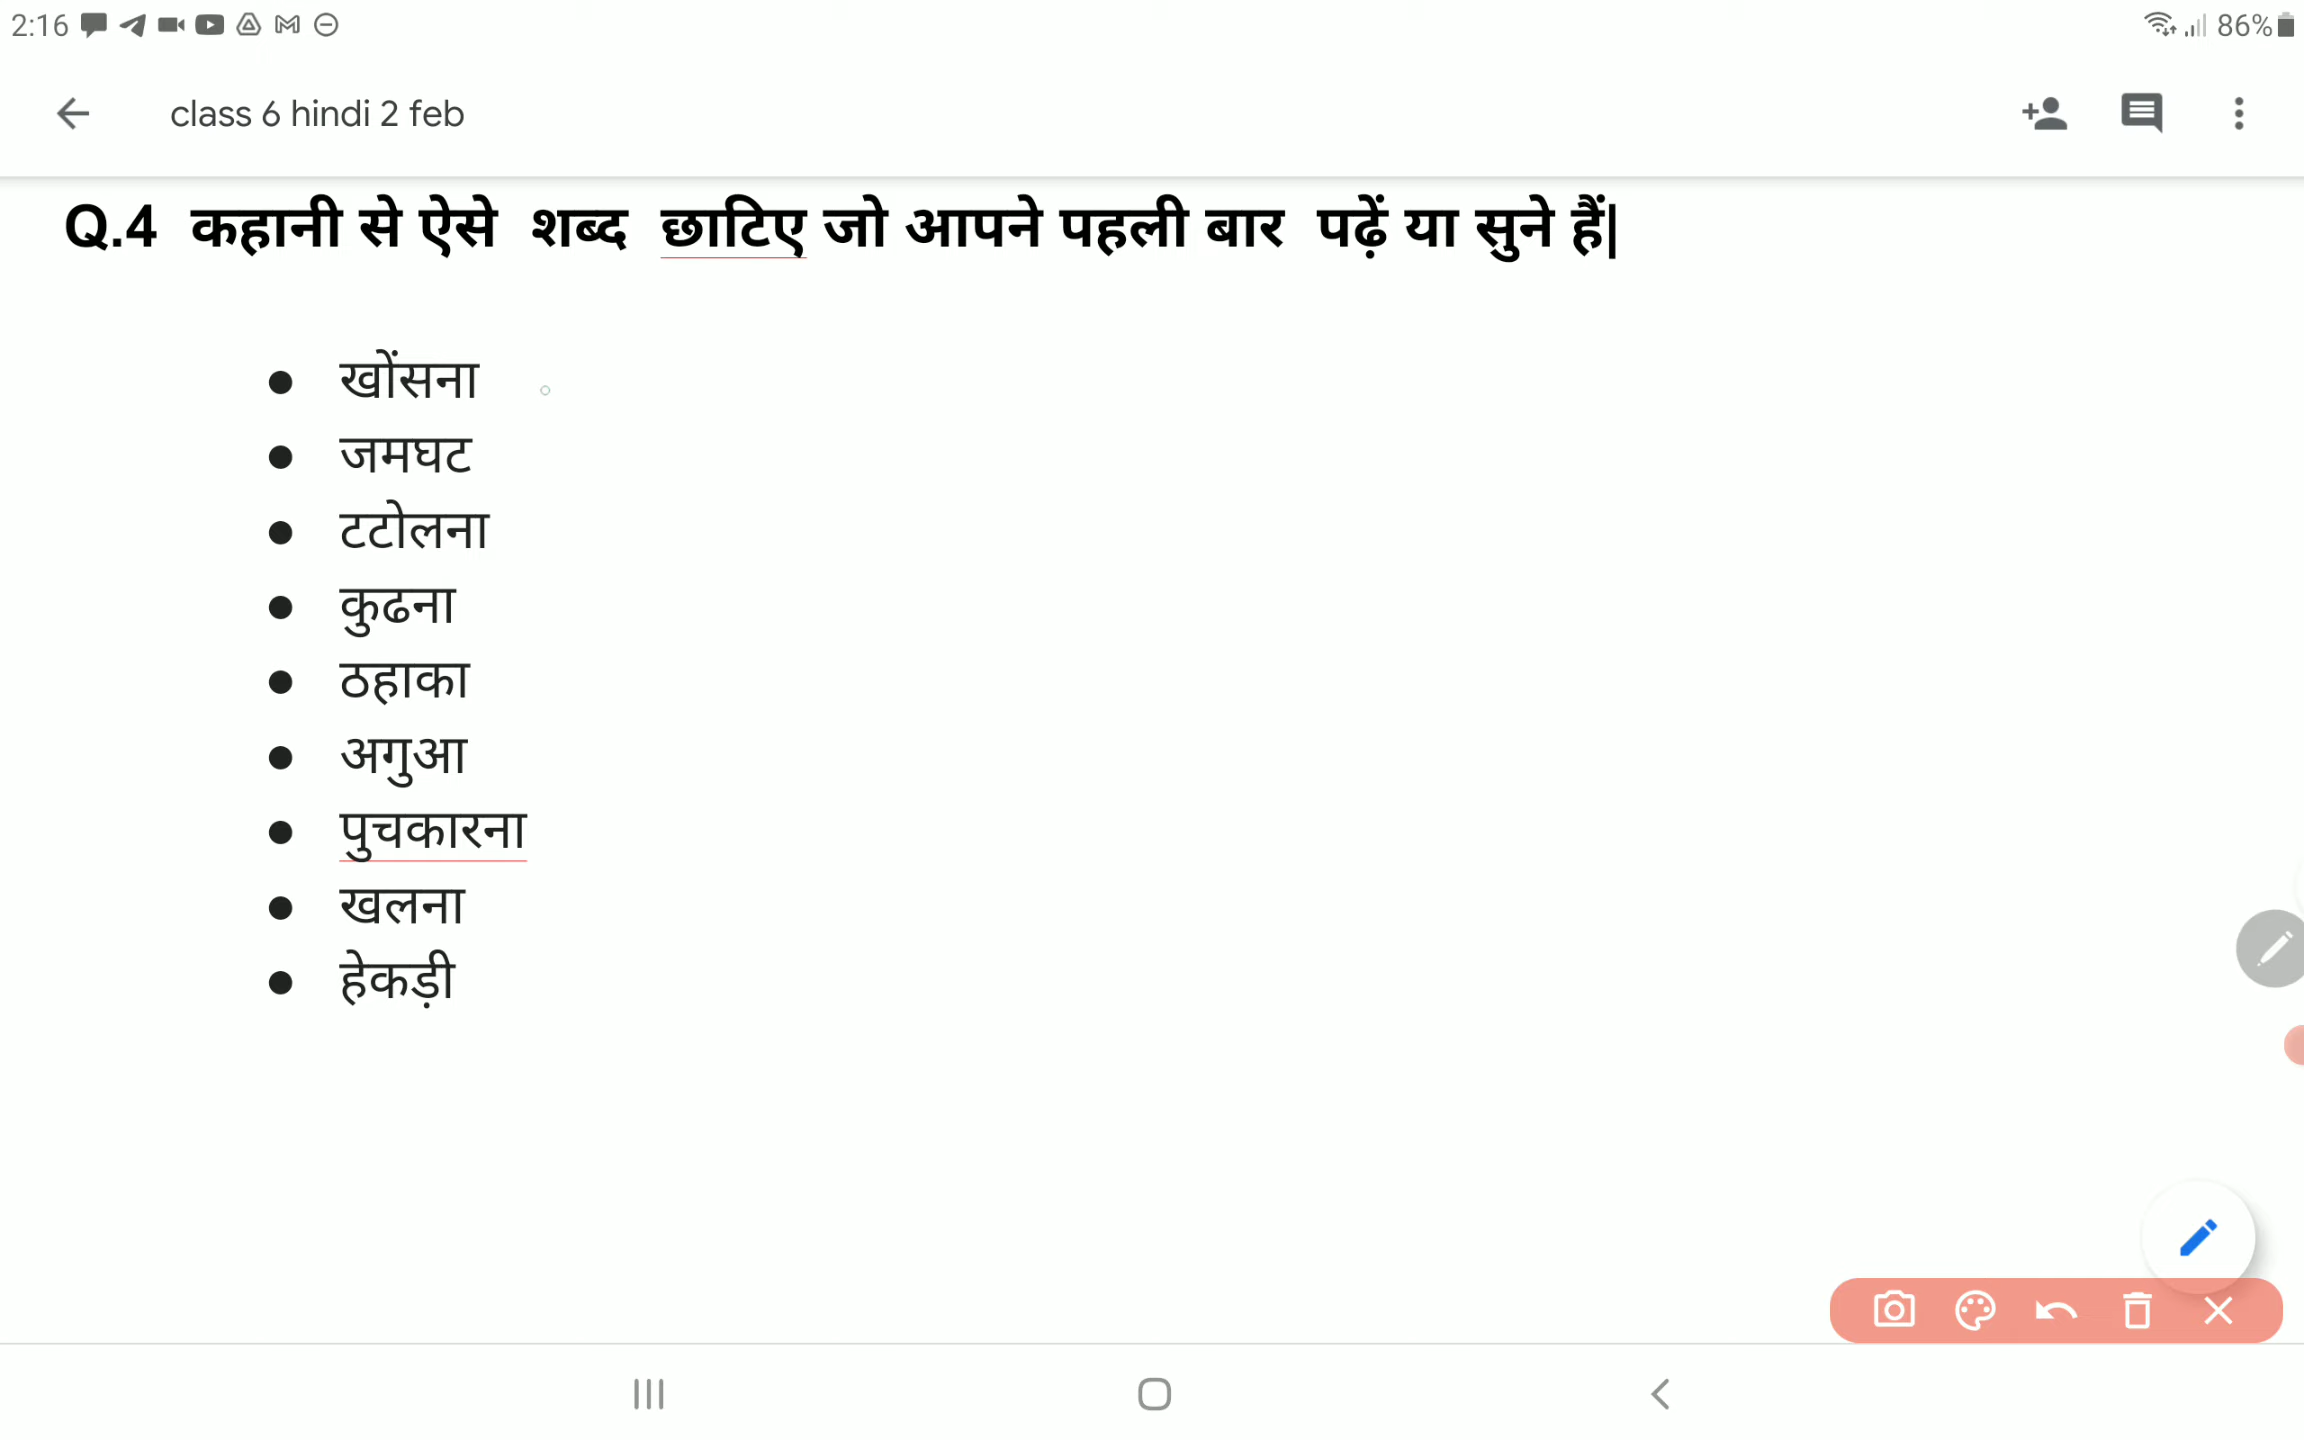 2:16 86%
class 6 hindi 2 feb
Q.4 कहानी से ऐसे शब्द छाटिए जो आपने पहली बार पढ़ें या सुने हैं|
● खोंसना
● जमघट
● टटोलना
● कुढना
● ठहाका
● अगुआ
● पुचकारना
● खलना
● हेकड़ी